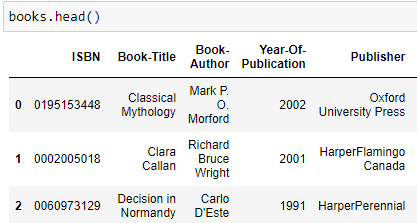 books.head()
ISBN Book-Title Book-Author Year-Of-Publication Publisher
0 0195153448 Classical Mythology Mark P. O. Morford 2002 Oxford University Press
1 0002005018 Clara Callan Richard Bruce Wright 2001 HarperFlamingo Canada
2 0060973129 Decision in Normandy Carlo D'Este 1991 HarperPerennial